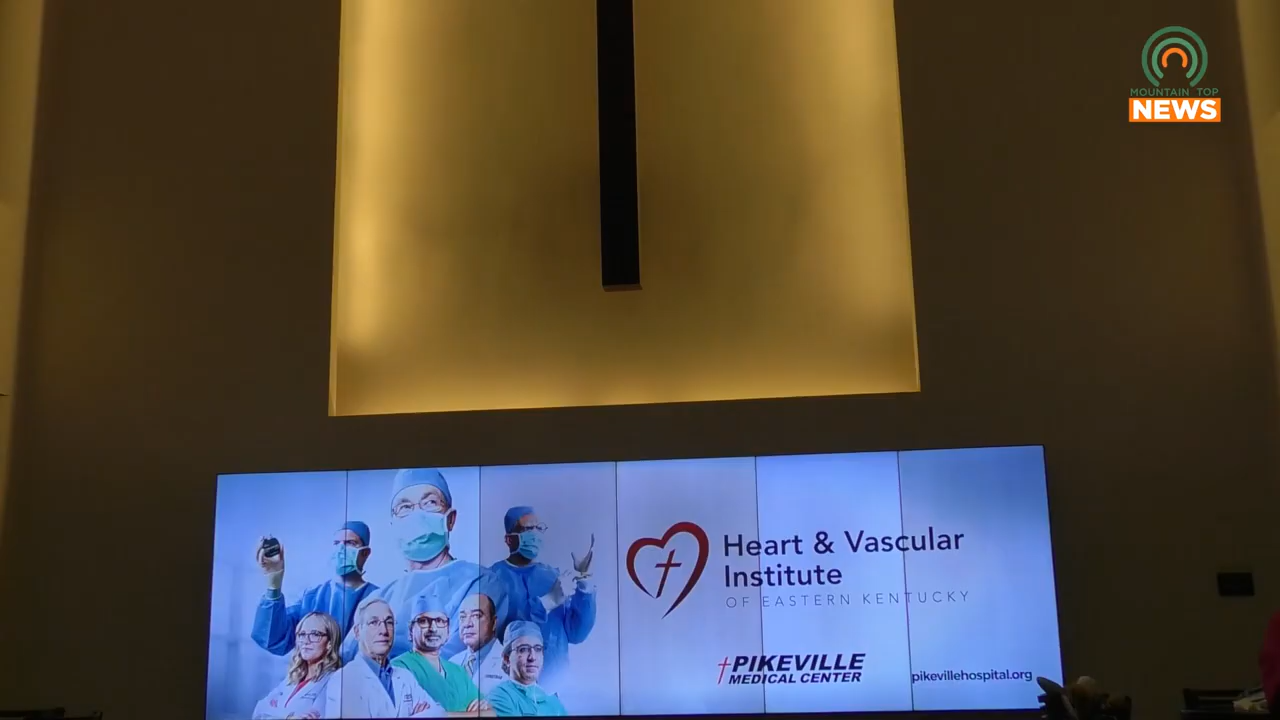 MOUNTAIN TOP
NEWS
Heart & Vascular
Institute
OF EASTERN KENTUCKY
PIKEVILLE
MEDICAL CENTER
pikevillehospital.org